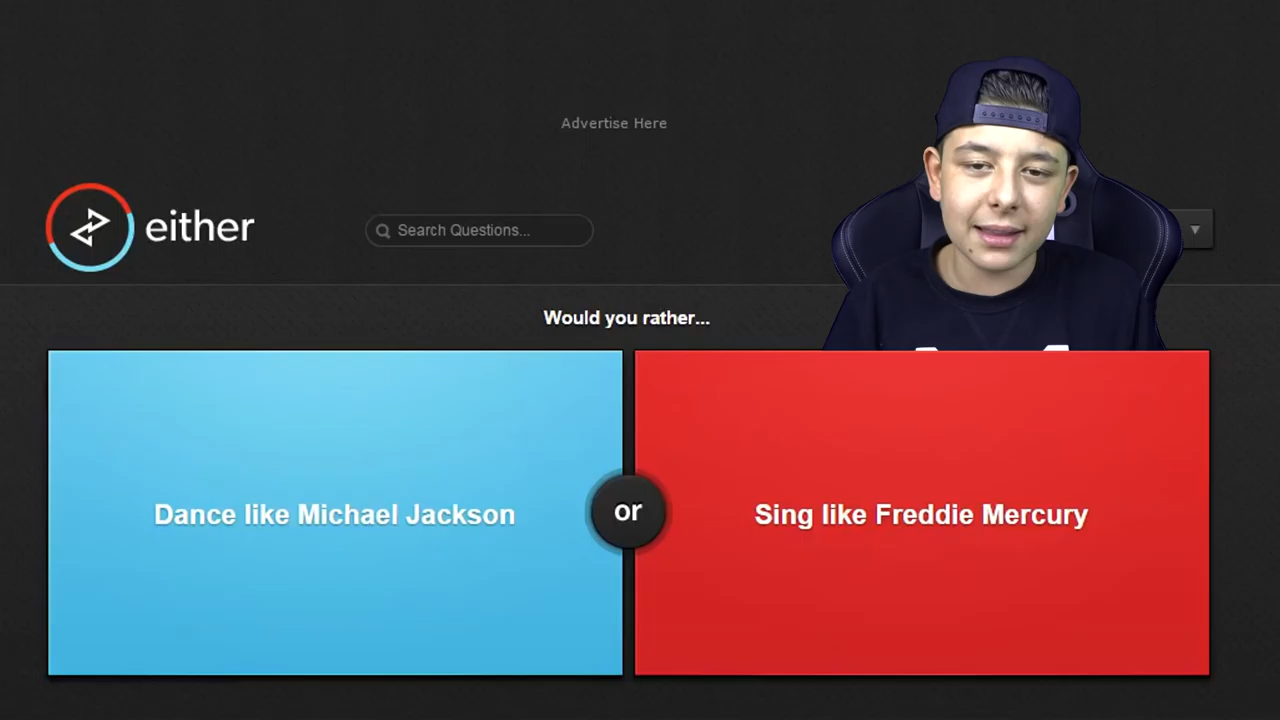 Advertise Here
either
Search Questions...
Would you rather...
Dance like Michael Jackson
or
Sing like Freddie Mercury